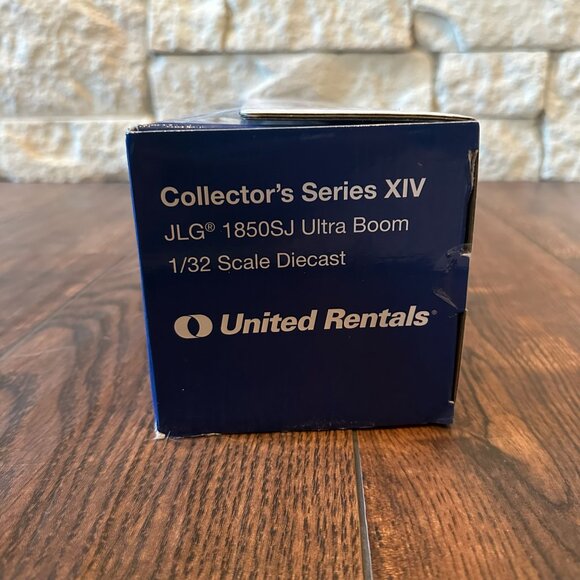 Collector's Series XIV
JLG® 1850SJ Ultra Boom
1/32 Scale Diecast
United Rentals®